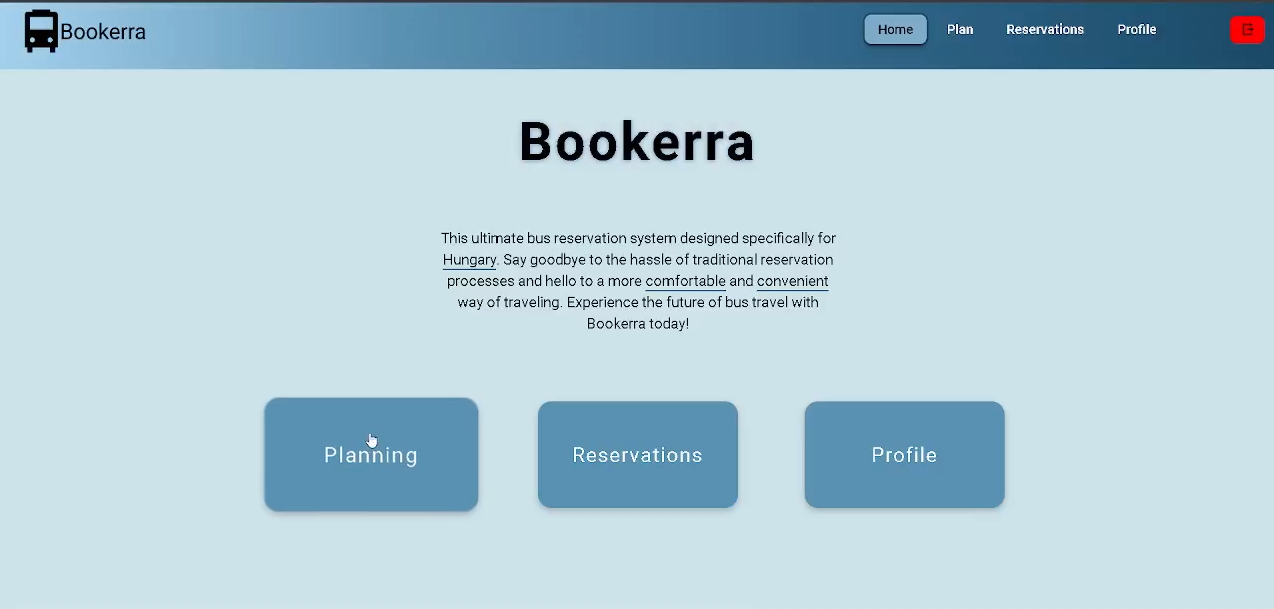 Bookerra
Home
Plan
Reservations
Profile
Bookerra
This ultimate bus reservation system designed specifically for
Hungary. Say goodbye to the hassle of traditional reservation
processes and hello to a more comfortable and convenient
way of traveling. Experience the future of bus travel with
Bookerra today!
Planning
Reservations
Profile